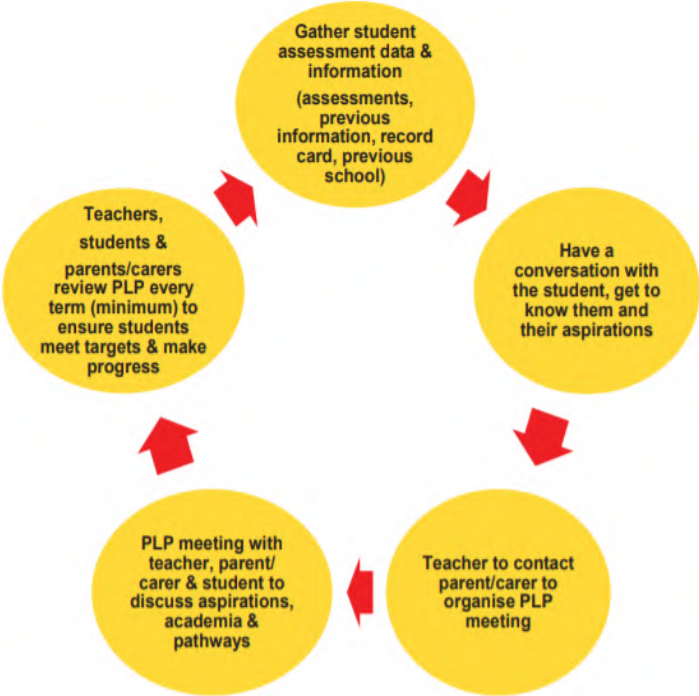 Gather student
assessment data &
information
(assessments,
previous
information, record
card, previous
school)
Have a
conversation with
the student, get to
know them and
their aspirations
Teacher to contact
parent/carer to
organise PLP
meeting
PLP meeting with
teacher, parent/
carer & student to
discuss aspirations,
academia &
pathways
Teachers,
students &
parents/carers
review PLP every
term (minimum) to
ensure students
meet targets & make
progress